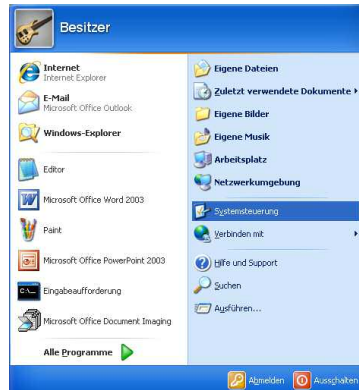 Besitzer
Internet
Internet Explorer
E-Mail
Microsoft Office Outlook
Windows-Explorer
Editor
Microsoft Office Word 2003
Paint
Microsoft Office PowerPoint 2003
Eingabeaufforderung
Microsoft Office Document Imaging
Alle Programme
Eigene Dateien
Zuletzt verwendete Dokumente
Eigene Bilder
Eigene Musik
Arbeitsplatz
Netzwerkumgebung
Systemsteuerung
Verbinden mit
Hilfe und Support
Suchen
Ausführen...
Abmelden
Ausschalten